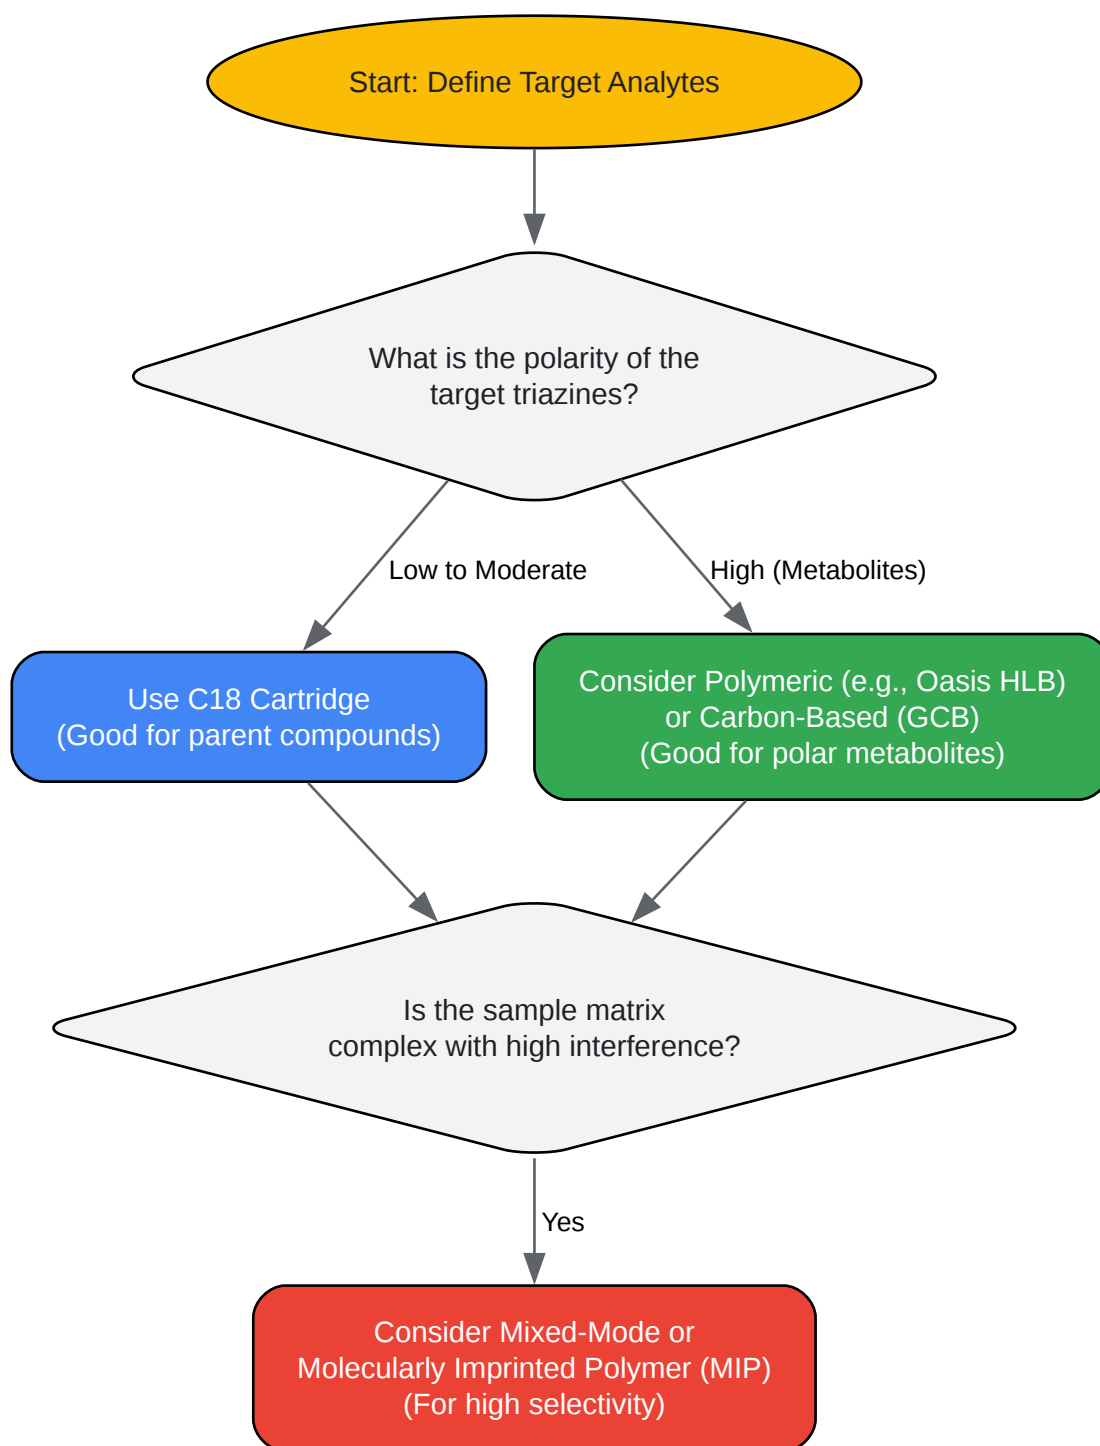 Start: Define Target Analytes
What is the polarity of the
target triazines?
Low to Moderate
High (Metabolites)
Use C18 Cartridge
(Good for parent compounds)
Consider Polymeric (e.g., Oasis HLB)
or Carbon-Based (GCB)
(Good for polar metabolites)
Is the sample matrix
complex with high interference?
Yes
Consider Mixed-Mode or
Molecularly Imprinted Polymer (MIP)
(For high selectivity)